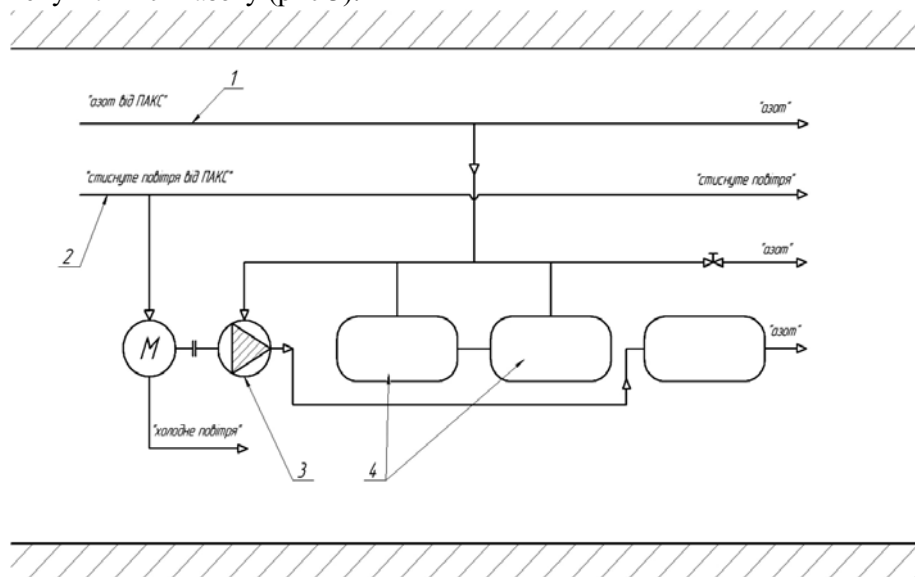 "азот від ПАКС"
1
"азот"
"стиснуте повітря від ПАКС"
"стиснуте повітря"
2
"азот"
М
"азот"
"холодне повітря"
3
4